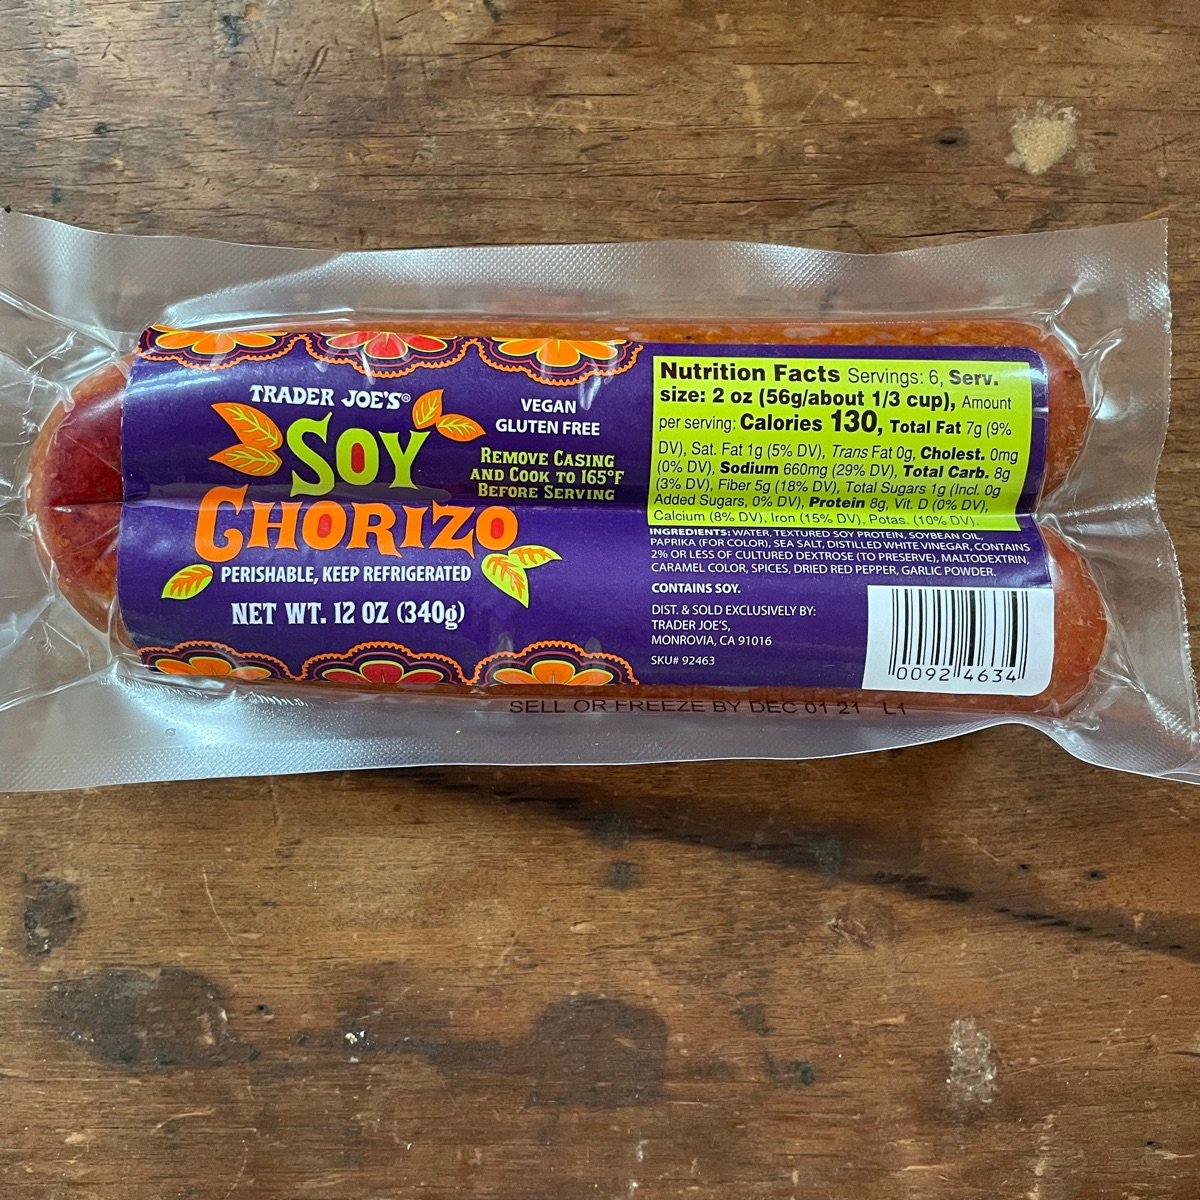 TRADER JOE'S®
SOY
CHORIZO
PERISHABLE, KEEP REFRIGERATED
NET WT. 12 OZ (340g)
VEGAN
GLUTEN FREE
REMOVE CASING
AND COOK TO 165°F
BEFORE SERVING
Nutrition Facts Servings: 6, Serv.
size: 2 oz (56g/about 1/3 cup), Amount
per serving: Calories 130, Total Fat 7g (9%
DV), Sat. Fat 1g (5% DV), Trans Fat 0g, Cholest. 0mg
(0% DV), Sodium 660mg (29% DV), Total Carb. 8g
(3% DV), Fiber 5g (18% DV), Total Sugars 1g (Incl. 0g
Added Sugars, 0% DV), Protein 8g, Vit. D (0% DV),
Calcium (8% DV), Iron (15% DV), Potas. (10% DV).
INGREDIENTS: WATER, TEXTURED SOY PROTEIN, SOYBEAN OIL,
PAPRIKA (FOR COLOR), SEA SALT, DISTILLED WHITE VINEGAR, CONTAINS
2% OR LESS OF CULTURED DEXTROSE (TO PRESERVE), MALTODEXTRIN,
CARAMEL COLOR, SPICES, DRIED RED PEPPER, GARLIC POWDER.
CONTAINS SOY.
DIST. & SOLD EXCLUSIVELY BY:
TRADER JOE'S,
MONROVIA, CA 91016
SKU# 92463
0092 4634
SELL OR FREEZE BY DEC 01 21 L1